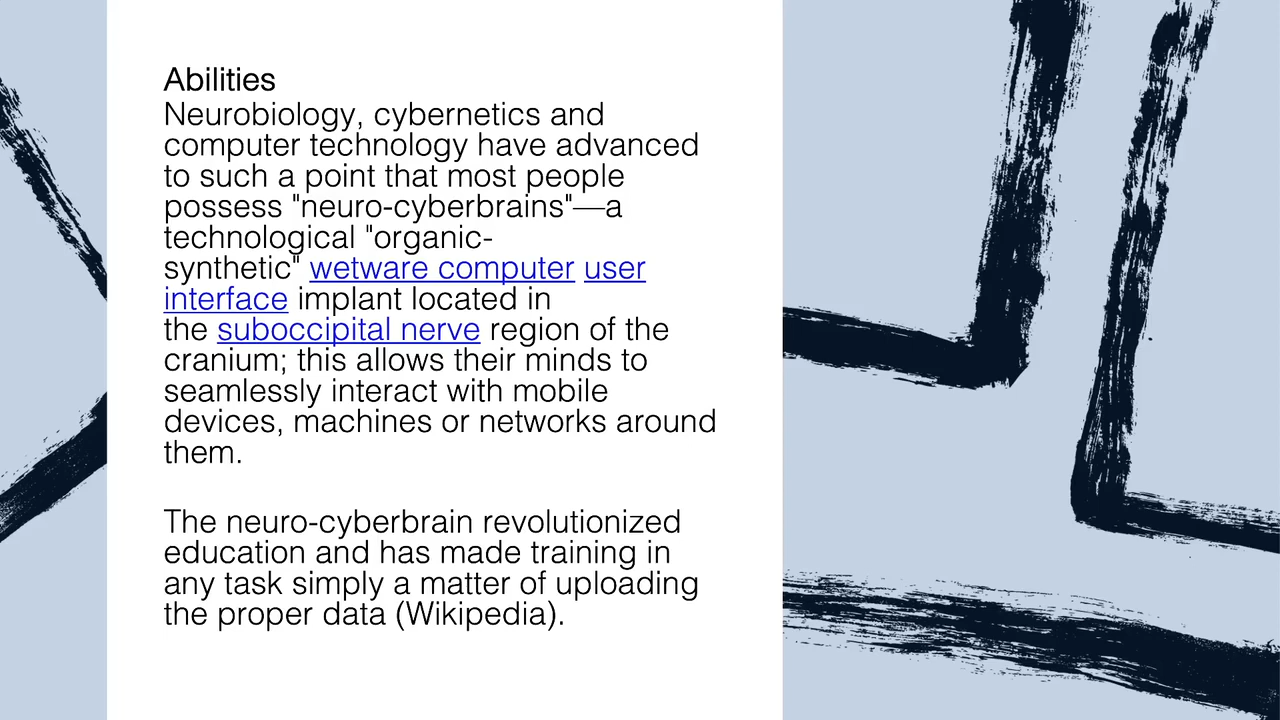 Abilities
Neurobiology, cybernetics and
computer technology have advanced
to such a point that most people
possess "neuro-cyberbrains"—a
technological "organic-
synthetic" wetware computer user
interface implant located in
the suboccipital nerve region of the
cranium; this allows their minds to
seamlessly interact with mobile
devices, machines or networks around
them.
The neuro-cyberbrain revolutionized
education and has made training in
any task simply a matter of uploading
the proper data (Wikipedia).